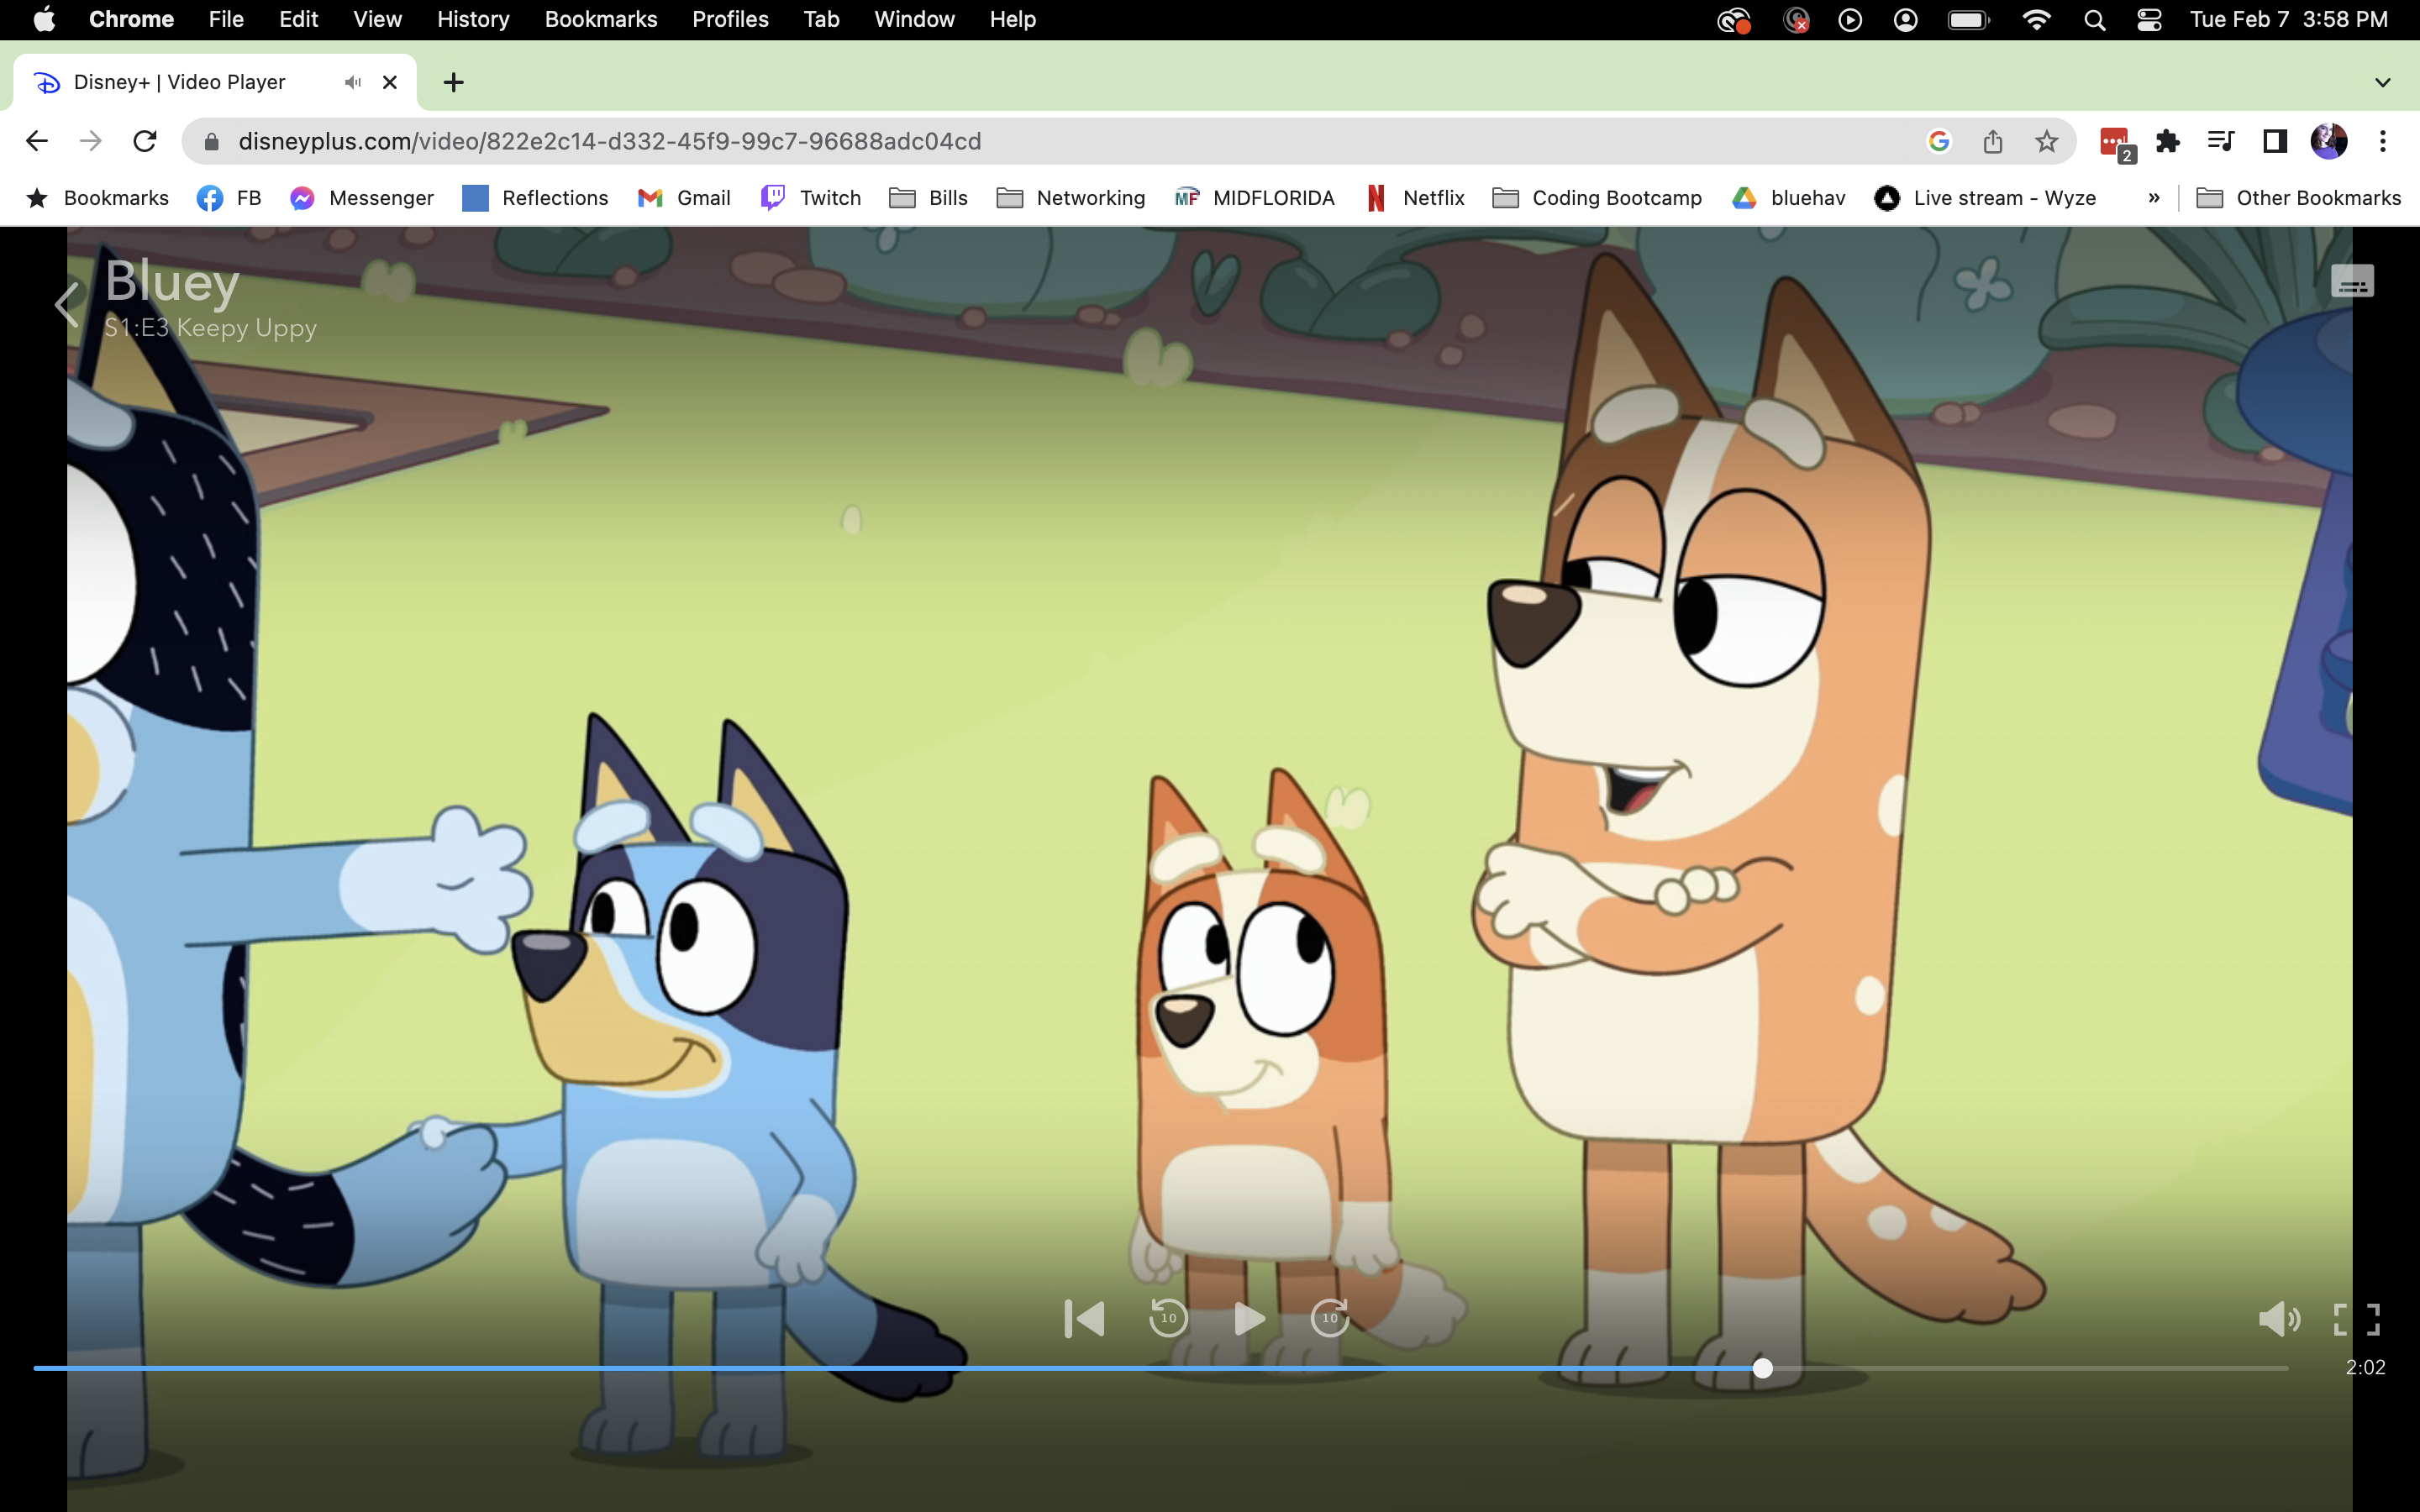 Chrome File Edit View History Bookmarks Profiles Tab Window Help Tue Feb 7 3:58 PM
Disney+ | Video Player
disneyplus.com/video/822e2c14-d332-45f9-99c7-96688adc04cd
2
Bookmarks FB Messenger Reflections Gmail Twitch Bills Networking MF MIDFLORIDA Netflix Coding Bootcamp bluehav Live stream - Wyze » Other Bookmarks
Bluey
S1:E3 Keepy Uppy
10 10
2:02